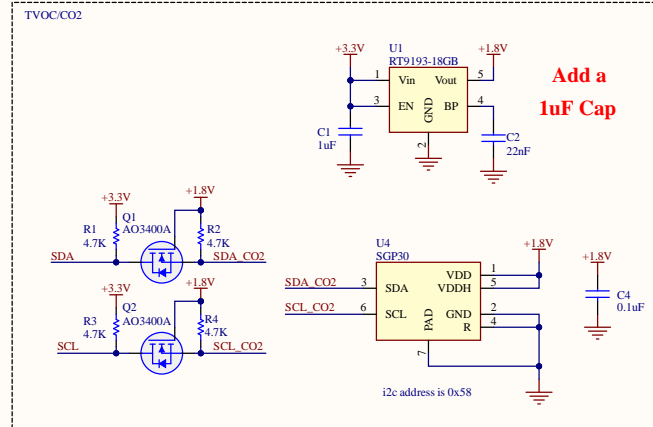 TVOC/CO2
U1
RT9193-18GB
+3.3V
+1.8V
1
Vin
Vout
5
3
EN
GND
BP
4
2
C1
1uF
C2
22nF
Add a
1uF Cap
+3.3V
+1.8V
Q1
AO3400A
R1
4.7K
R2
4.7K
SDA
SDA_CO2
+3.3V
+1.8V
Q2
AO3400A
R3
4.7K
R4
4.7K
SCL
SCL_CO2
U4
SGP30
+1.8V
SDA_CO2
3
SDA
VDD
1
VDDH
5
SCL_CO2
6
SCL
GND
2
R
4
PAD
7
+1.8V
C4
0.1uF
i2c address is 0x58